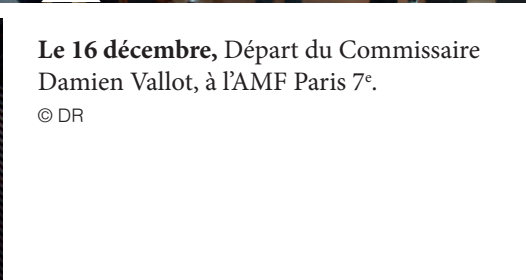 Le 16 décembre, Départ du Commissaire
Damien Vallot, à l’AMF Paris 7e.
© DR